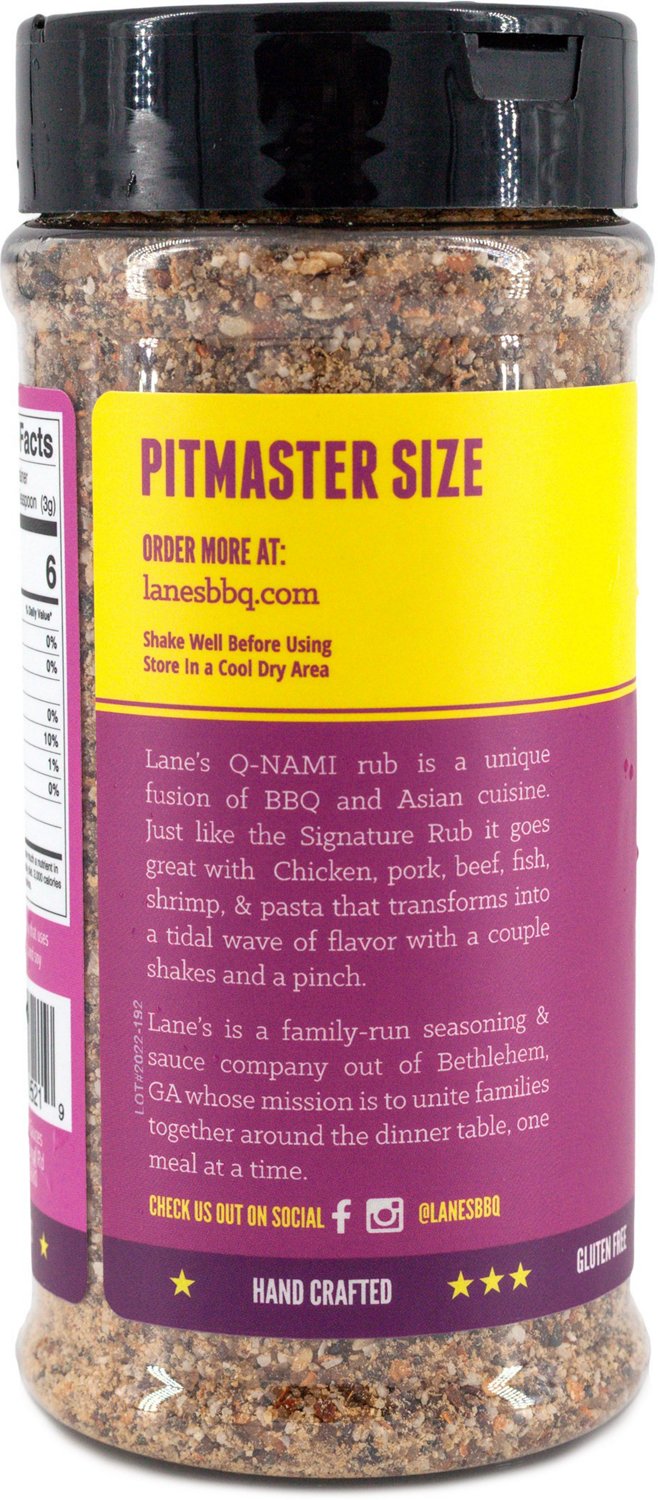 Facts
(3g)
6
% Daily Value*
0%
0%
0%
10%
1%
0%
PITMASTER SIZE
ORDER MORE AT:
lanesbbq.com
Shake Well Before Using
Store In a Cool Dry Area
Lane's Q-NAMI rub is a unique
fusion of BBQ and Asian cuisine.
Just like the Signature Rub it goes
great with Chicken, pork, beef, fish,
shrimp, & pasta that transforms into
a tidal wave of flavor with a couple
shakes and a pinch.
LOT#2022-192
Lane's is a family-run seasoning &
sauce company out of Bethlehem,
GA whose mission is to unite families
together around the dinner table, one
meal at a time.
CHECK US OUT ON SOCIAL f @LANESBBQ
HAND CRAFTED
GLUTEN FREE